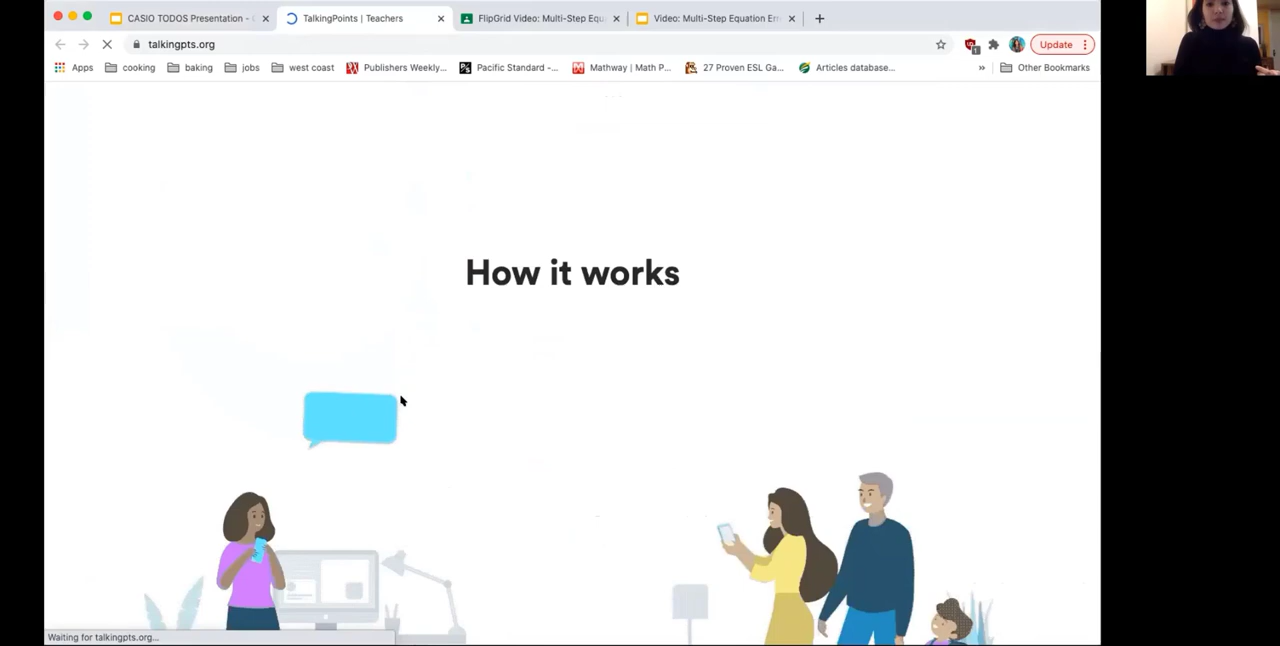 CASIO TODOS Presentation -
TalkingPoints | Teachers
FlipGrid Video: Multi-Step Equ
Video: Multi-Step Equation Err
talkingpts.org
Update
Apps
cooking
baking
jobs
west coast
Publishers Weekly...
Pacific Standard -...
Mathway | Math P...
27 Proven ESL Ga...
Articles database...
»
Other Bookmarks
How it works
Waiting for talkingpts.org...